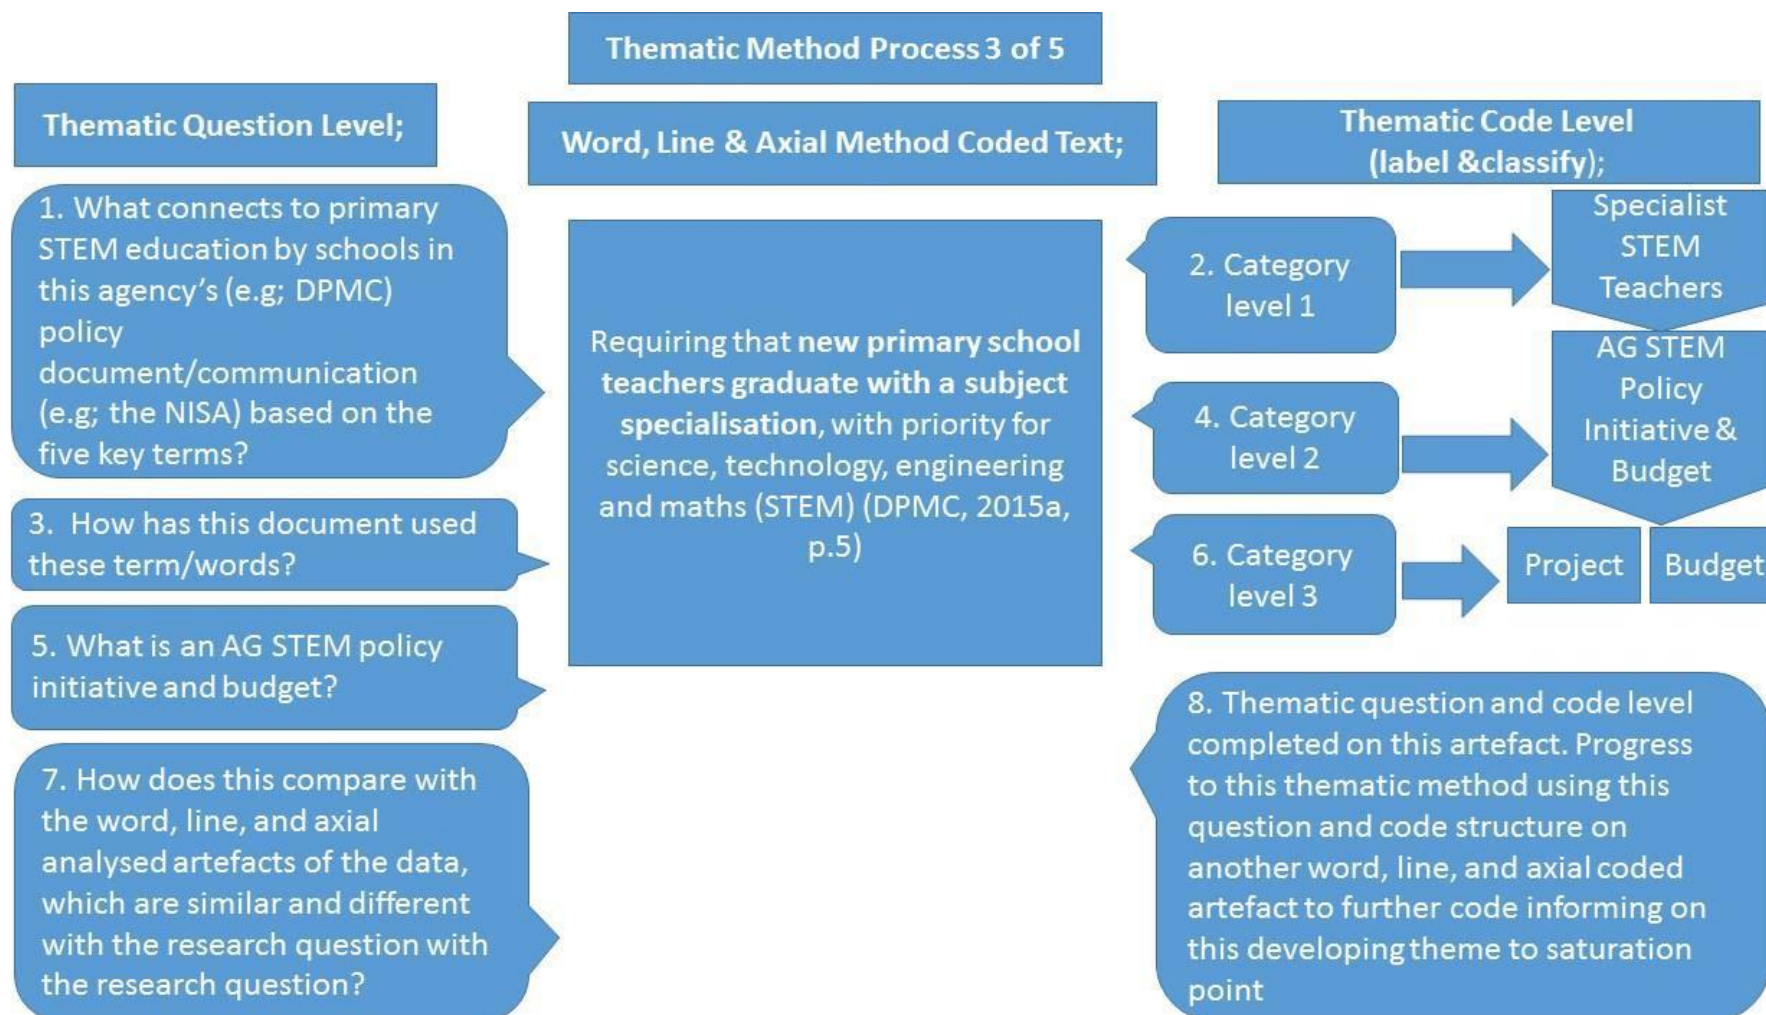 Thematic Method Process 3 of 5
Thematic Question Level;
Word, Line & Axial Method Coded Text;
Thematic Code Level
(label &classify);
1. What connects to primary
STEM education by schools in
this agency's (e.g; DPMC)
policy
document/communication
(e.g; the NISA) based on the
five key terms?
3. How has this document used
these term/words?
5. What is an AG STEM policy
initiative and budget?
7. How does this compare with
the word, line, and axial
analysed artefacts of the data,
which are similar and different
with the research question with
the research question?
Requiring that new primary school
teachers graduate with a subject
specialisation, with priority for
science, technology, engineering
and maths (STEM) (DPMC, 2015a,
p.5)
2. Category
level 1
Specialist
STEM
Teachers
4. Category
level 2
AG STEM
Policy
Initiative &
Budget
6. Category
level 3
Project
Budget
8. Thematic question and code level
completed on this artefact. Progress
to this thematic method using this
question and code structure on
another word, line, and axial coded
artefact to further code informing on
this developing theme to saturation
point